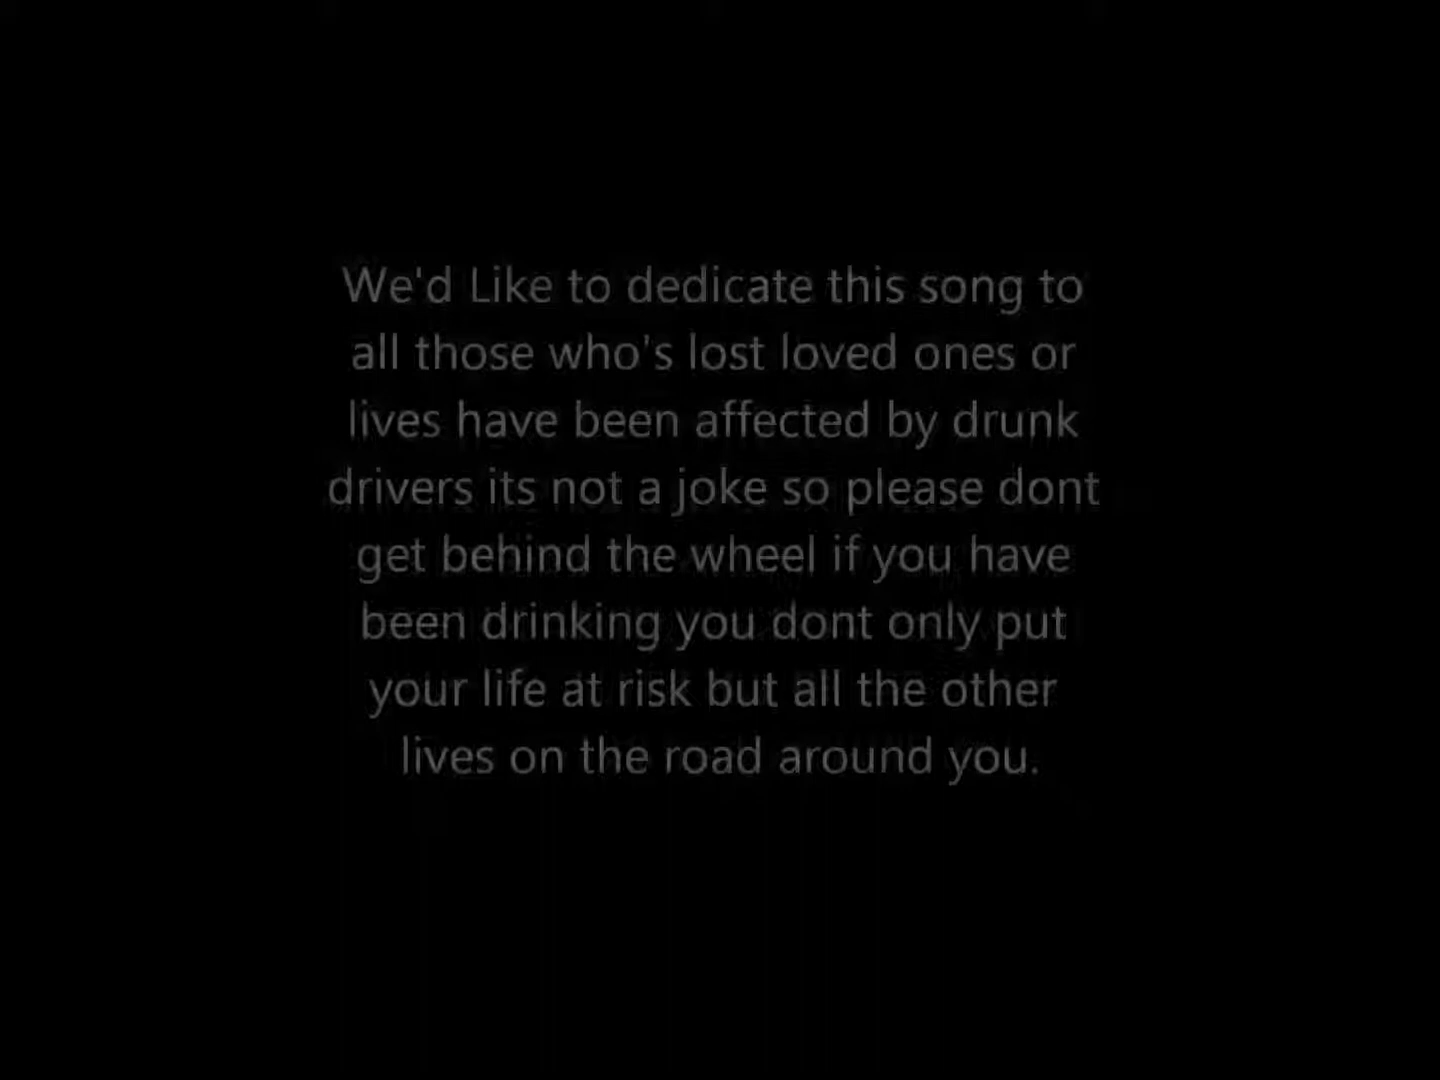 We'd Like to dedicate this song to
all those who's lost loved ones or
lives have been affected by drunk
drivers its not a joke so please dont
get behind the wheel if you have
been drinking you dont only put
your life at risk but all the other
lives on the road around you.